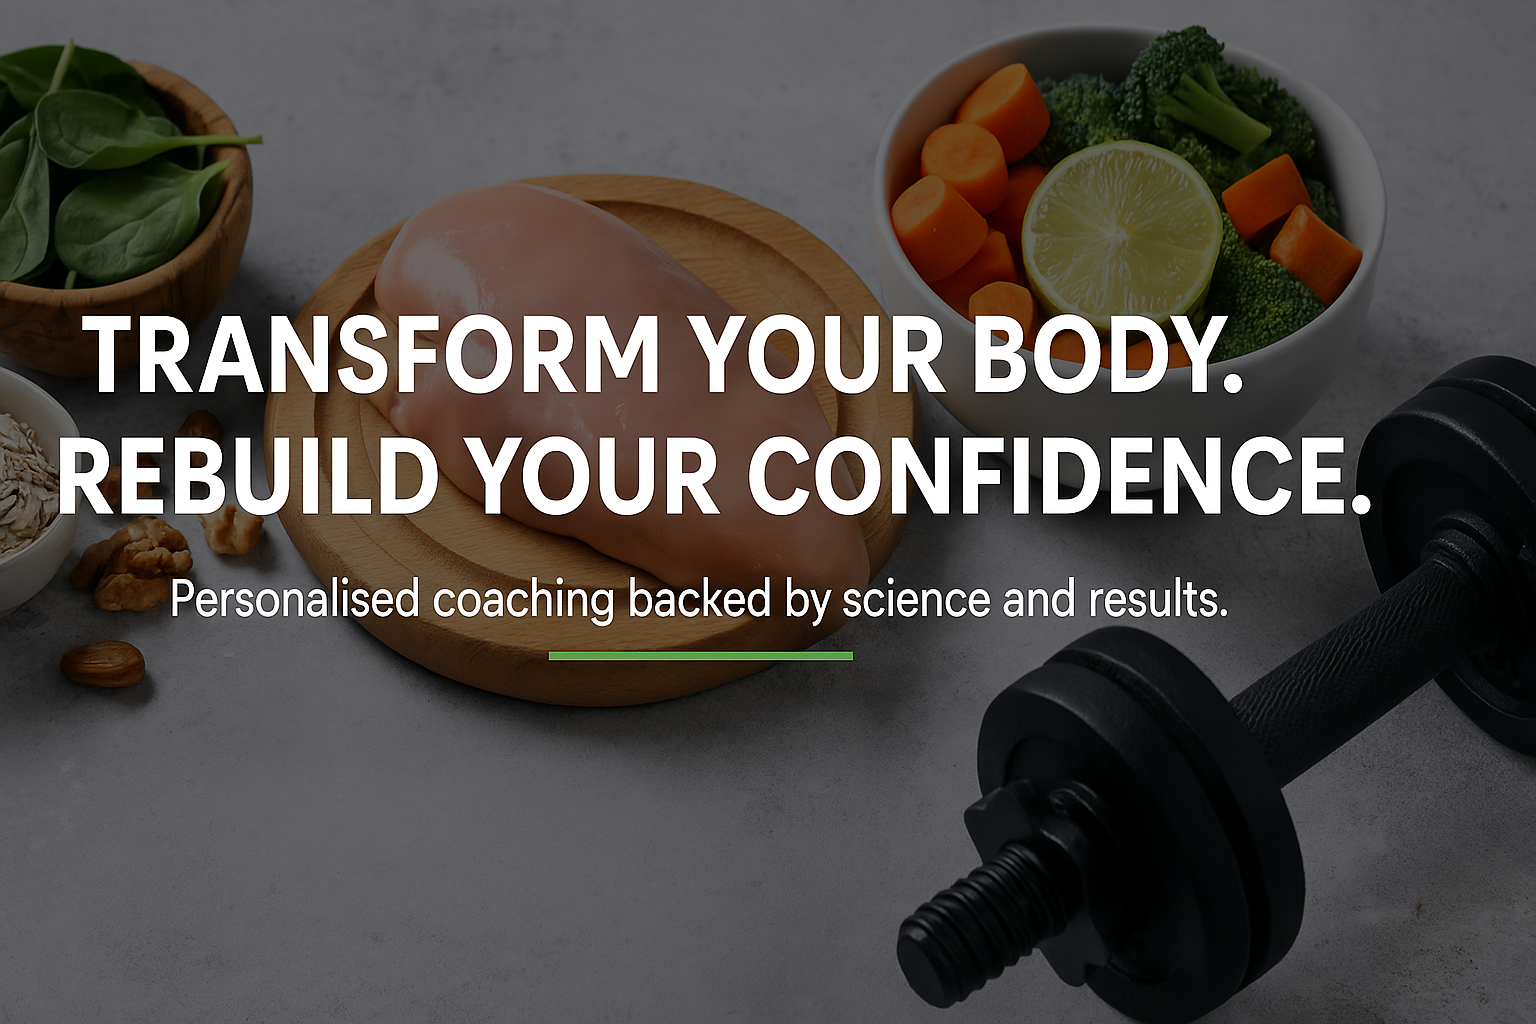 TRANSFORM YOUR BODY.
REBUILD YOUR CONFIDENCE.
Personalised coaching backed by science and results.